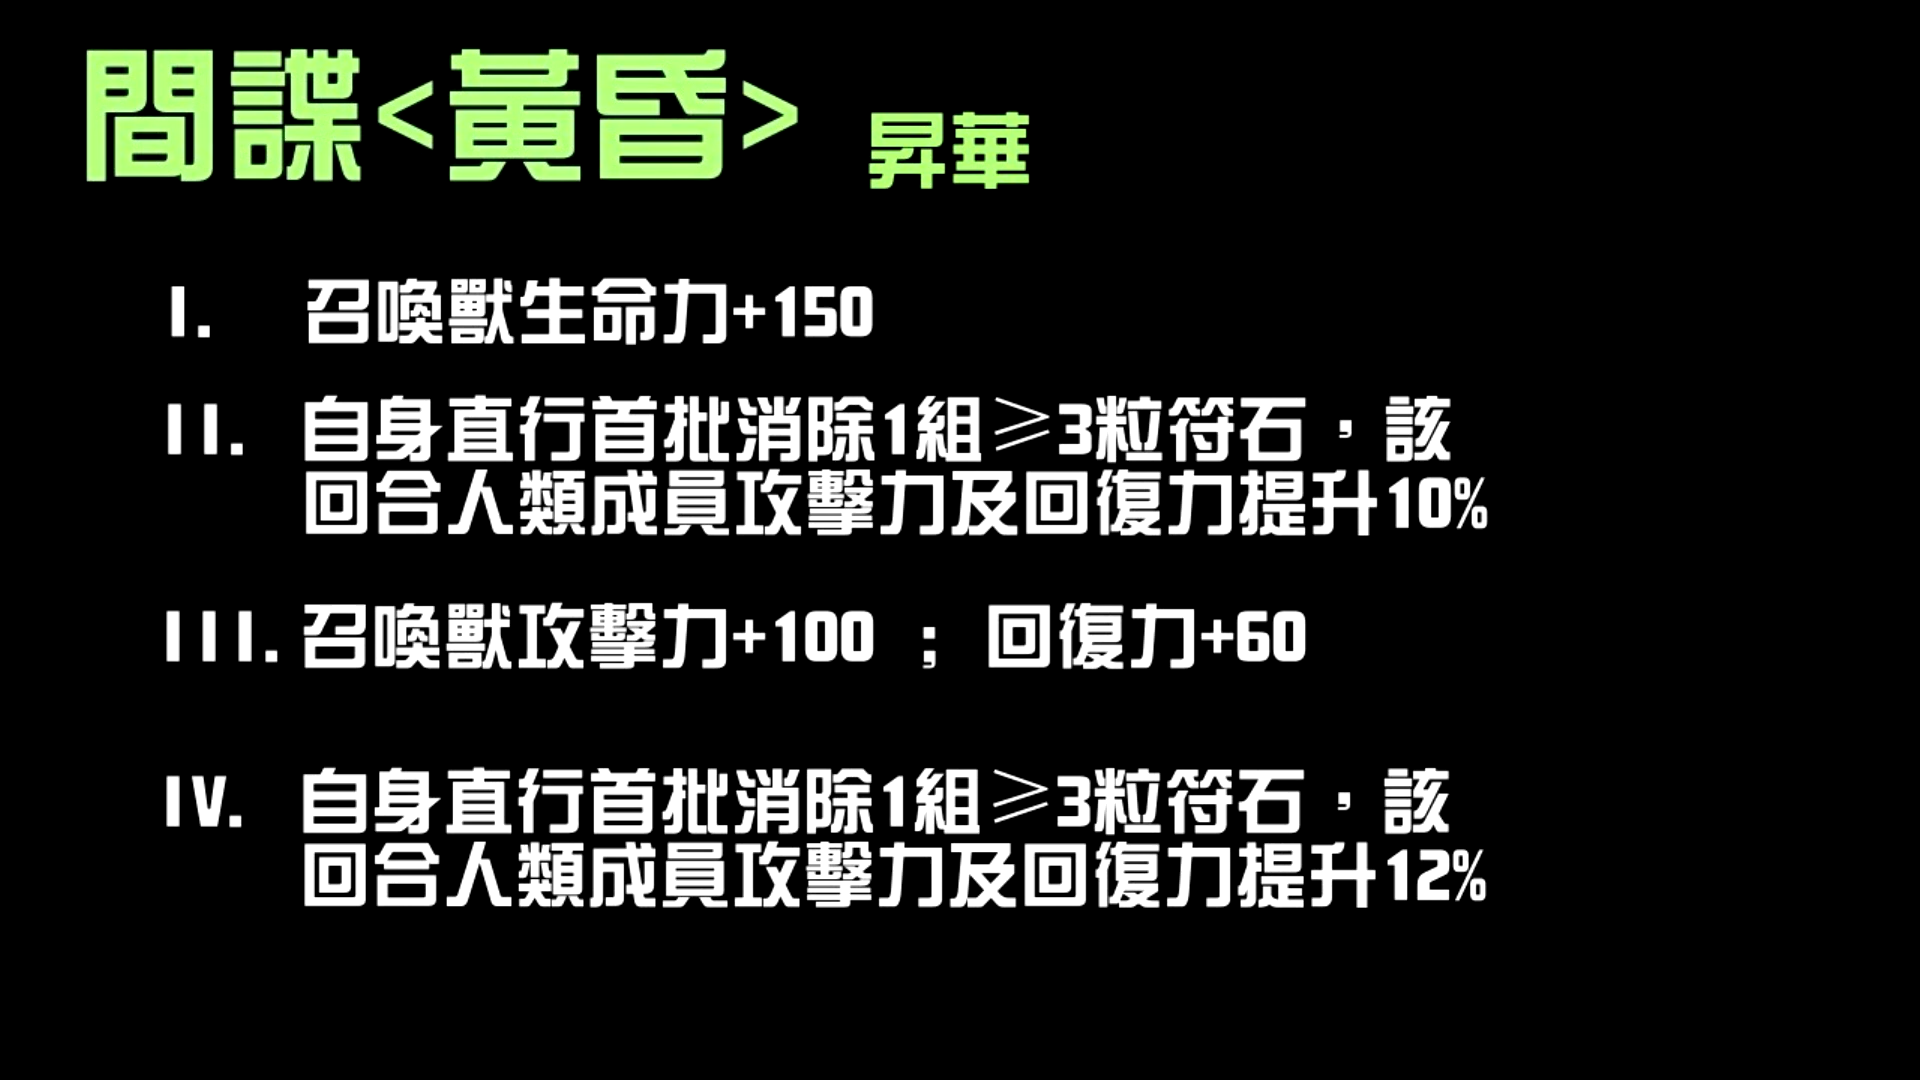 間諜<黃昏> 昇華
I. 召喚獸生命力+150
II. 自身直行首批消除1組≥3粒符石，該
回合人類成員攻擊力及回復力提升10%
III. 召喚獸攻擊力+100 ; 回復力+60
IV. 自身直行首批消除1組≥3粒符石，該
回合人類成員攻擊力及回復力提升12%